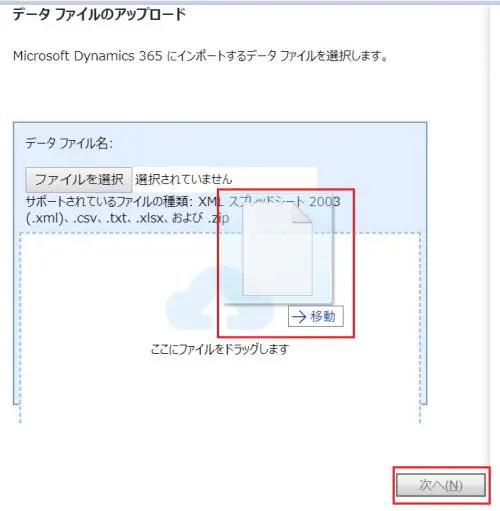 データ ファイルのアップロード
Microsoft Dynamics 365 にインポートするデータ ファイルを選択します。
データ ファイル名:
ファイルを選択 選択されていません
サポートされているファイルの種類: XML スプレッドシート 2003
(.xml)、.csv、.txt、.xlsx、および .zip
→ 移動
ここにファイルをドラッグします
次へ(N)